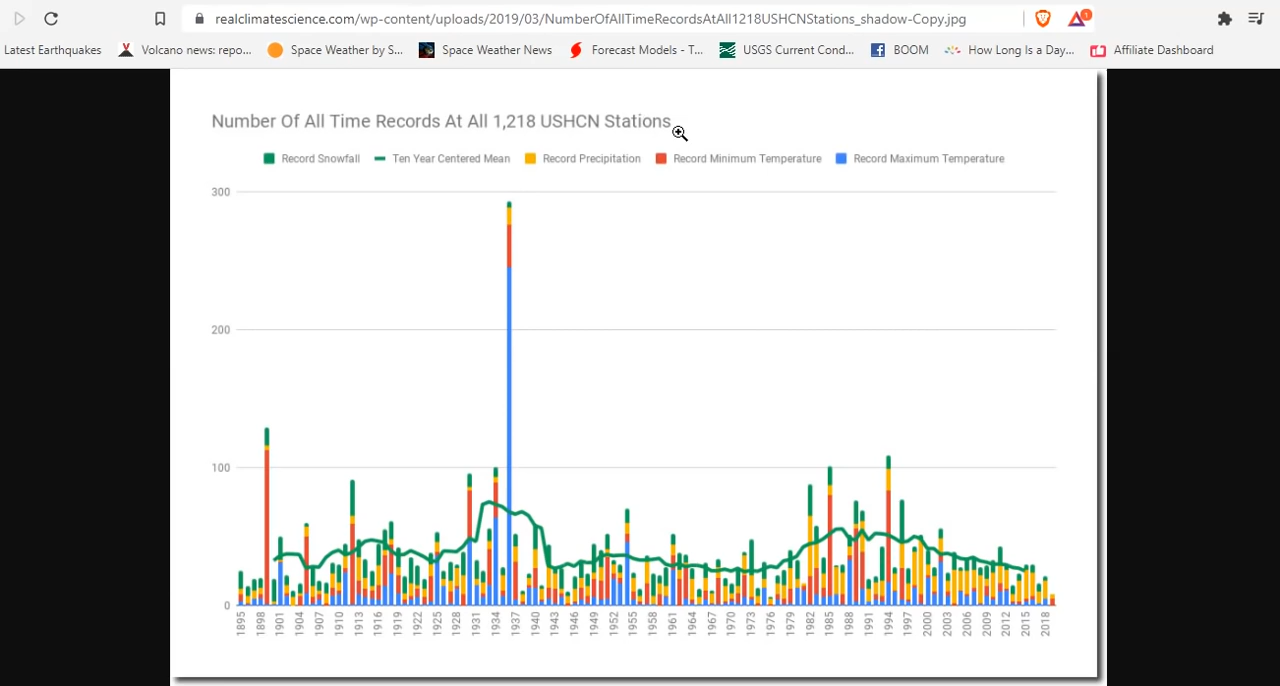 realclimatescience.com/wp-content/uploads/2019/03/NumberOfAllTimeRecordsAtAll1218USHCNStations_shadow-Copy.jpg
1
Latest Earthquakes Volcano news: repo... Space Weather by S... Space Weather News Forecast Models - T... USGS Current Cond... BOOM How Long Is a Day... Affiliate Dashboard
Number Of All Time Records At All 1,218 USHCN Stations
Record Snowfall Ten Year Centered Mean Record Precipitation Record Minimum Temperature Record Maximum Temperature
300
200
100
0
1895 1898 1901 1904 1907 1910 1913 1916 1919 1922 1925 1928 1931 1934 1937 1940 1943 1946 1949 1952 1955 1958 1961 1964 1967 1970 1973 1976 1979 1982 1985 1988 1991 1994 1997 2000 2003 2006 2009 2012 2015 2018